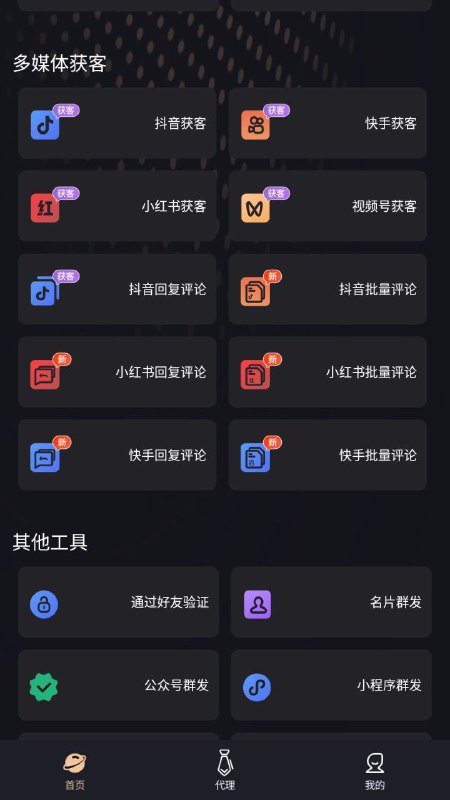 多媒体获客
获客
抖音获客
获客
快手获客
获客
红
小红书获客
获客
视频号获客
获客
抖音回复评论
新
抖音批量评论
新
小红书回复评论
新
小红书批量评论
新
快手回复评论
新
快手批量评论
其他工具
通过好友验证
名片群发
公众号群发
小程序群发
首页
代理
我的